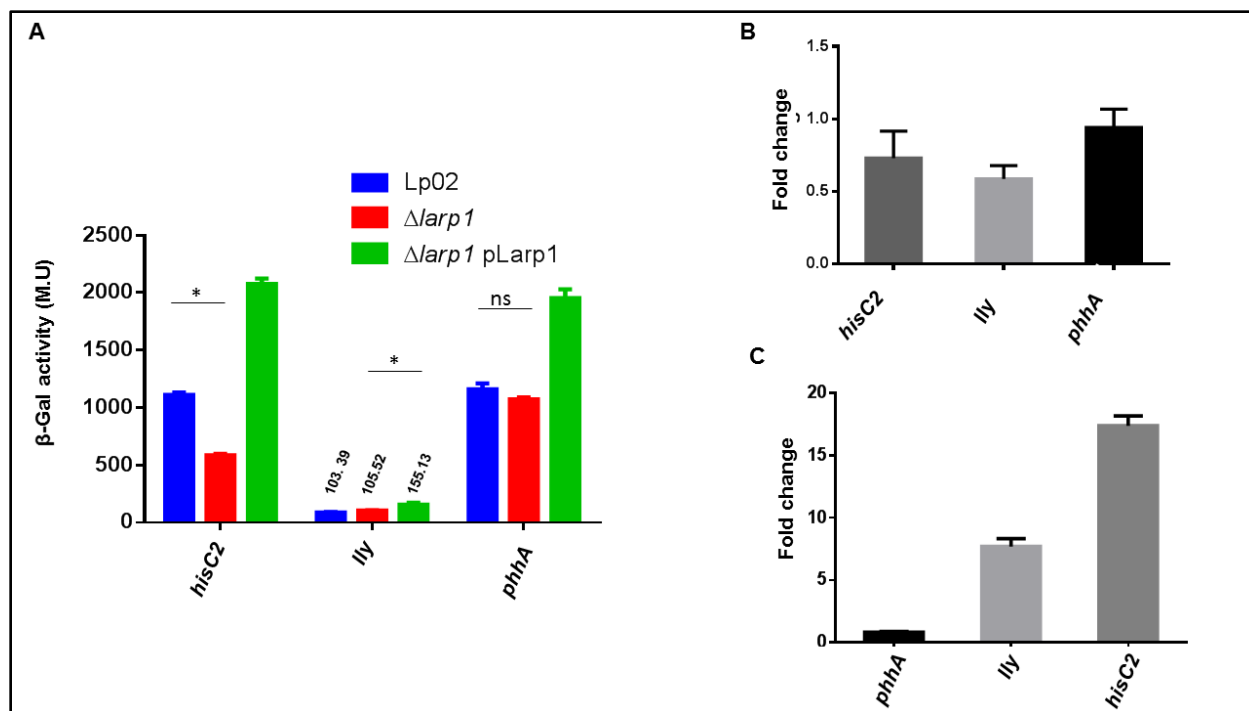 A
Lp02
Δlarp1
Δlarp1 pLarp1
β-Gal activity (M.U)
2500
2000
1500
1000
500
0
*
*
ns
103. 39
105.52
155.13
hisC2
lly
phhA
B
Fold change
1.5
1.0
0.5
0.0
hisC2
lly
phhA
C
Fold change
20
15
10
5
0
phhA
lly
hisC2